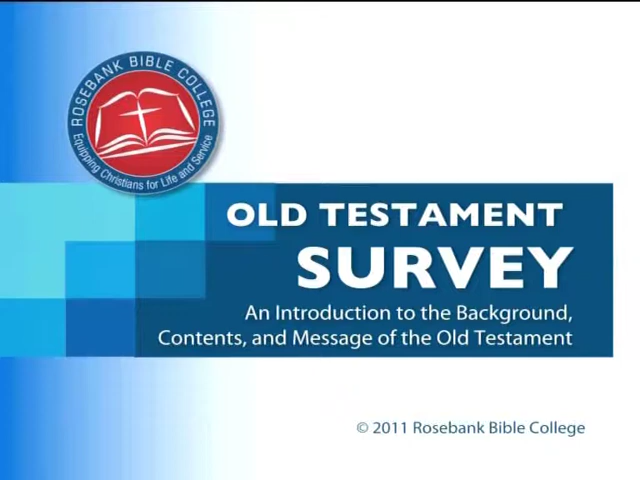 ROSEBANK BIBLE COLLEGE
Equipping Christians for Life and Service
OLD TESTAMENT
SURVEY
An Introduction to the Background,
Contents, and Message of the Old Testament
© 2011 Rosebank Bible College